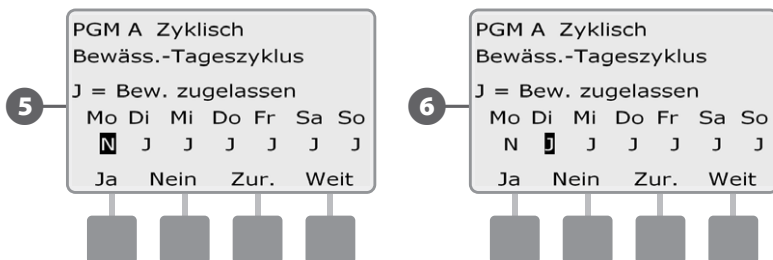 5
PGM A Zyklisch
Bewäss.-Tageszyklus
J = Bew. zugelassen
Mo Di Mi Do Fr Sa So
N J J J J J J
Ja Nein Zur. Weit
6
PGM A Zyklisch
Bewäss.-Tageszyklus
J = Bew. zugelassen
Mo Di Mi Do Fr Sa So
N J J J J J J
Ja Nein Zur. Weit